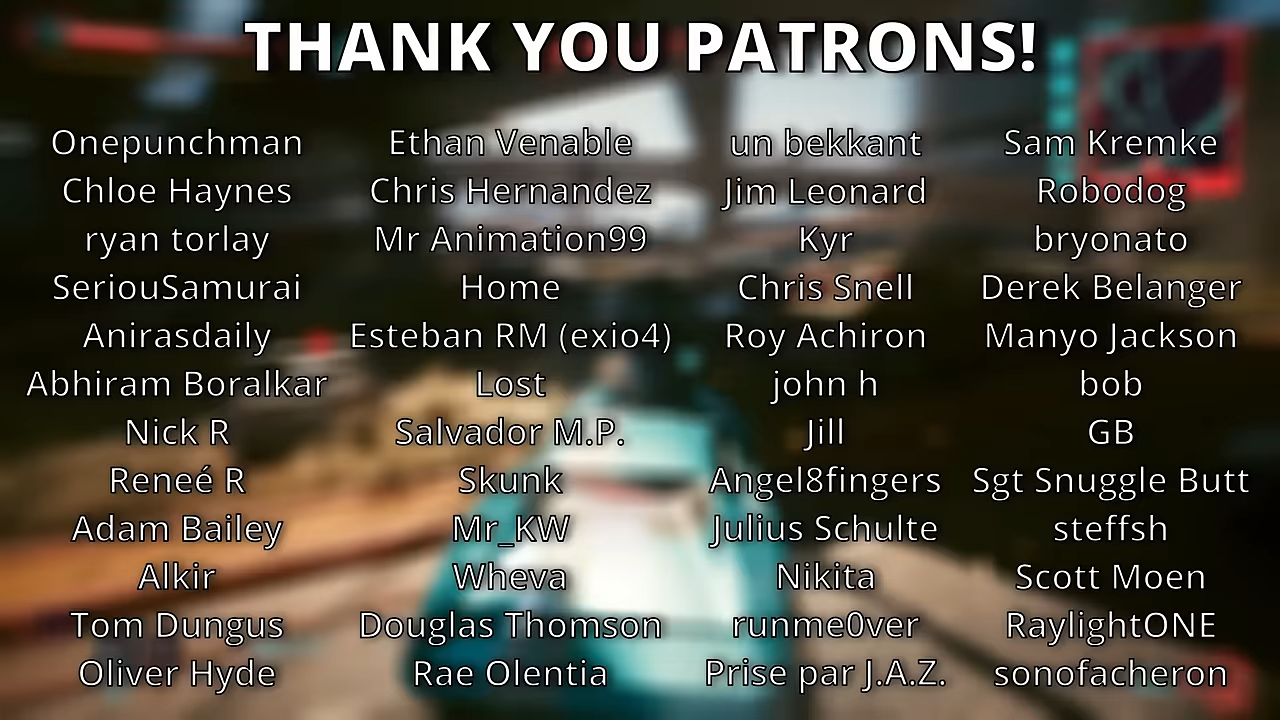 THANK YOU PATRONS!
Onepunchman
Chloe Haynes
ryan torlay
SeriouSamurai
Anirasdaily
Abhiram Boralkar
Nick R
Reneé R
Adam Bailey
Alkir
Tom Dungus
Oliver Hyde
Ethan Venable
Chris Hernandez
Mr Animation99
Home
Esteban RM (exio4)
Lost
Salvador M.P.
Skunk
Mr_KW
Wheva
Douglas Thomson
Rae Olentia
un bekkant
Jim Leonard
Kyr
Chris Snell
Roy Achiron
john h
Jill
Angel8fingers
Julius Schulte
Nikita
runme0ver
Prise par J.A.Z.
Sam Kremke
Robodog
bryonato
Derek Belanger
Manyo Jackson
bob
GB
Sgt Snuggle Butt
steffsh
Scott Moen
RaylightONE
sonofacheron